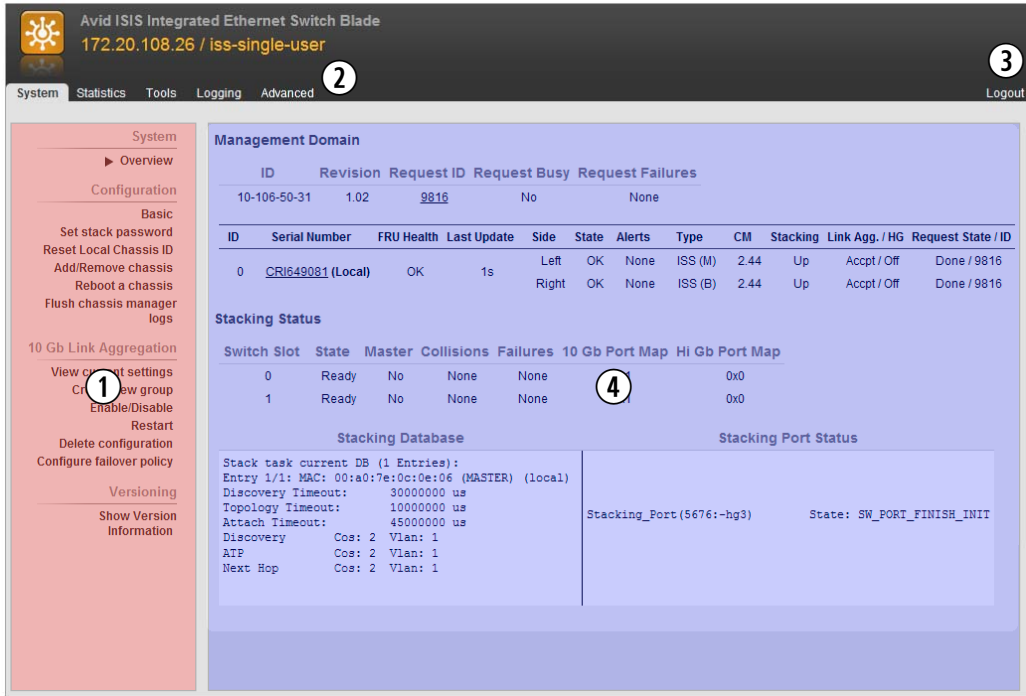 Avid ISIS Integrated Ethernet Switch Blade
172.20.108.26 / iss-single-user
3
2
System Statistics Tools Logging Advanced Logout
System
▶ Overview
Configuration
Basic
Set stack password
Reset Local Chassis ID
Add/Remove chassis
Reboot a chassis
Flush chassis manager
logs
10 Gb Link Aggregation
View settings
1
group
Enable/Disable
Restart
Delete configuration
Configure failover policy
Versioning
Show Version
Information
Management Domain
ID Revision Request ID Request Busy Request Failures
10-106-50-31 1.02 9816 No None
ID Serial Number FRU Health Last Update Side State Alerts Type CM Stacking Link Agg. / HG Request State / ID
Left OK None ISS (M) 2.44 Up Accpt / Off Done / 9816
0 CRI649081 (Local) OK 1s
Right OK None ISS (B) 2.44 Up Accpt / Off Done / 9816
Stacking Status
Switch Slot State Master Collisions Failures 10 Gb Port Map Hi Gb Port Map
0 Ready No None None 0x0
4
1 Ready No None None 0x0
Stacking Database
Stack task current DB (1 Entries):
Entry 1/1: MAC: 00:a0:7e:0c:0e:06 (MASTER) (local)
Discovery Timeout: 30000000 us
Topology Timeout: 10000000 us
Attach Timeout: 45000000 us
Discovery Cos: 2 Vlan: 1
ATP Cos: 2 Vlan: 1
Next Hop Cos: 2 Vlan: 1
Stacking Port Status
Stacking_Port(5676:-hg3) State: SW_PORT_FINISH_INIT